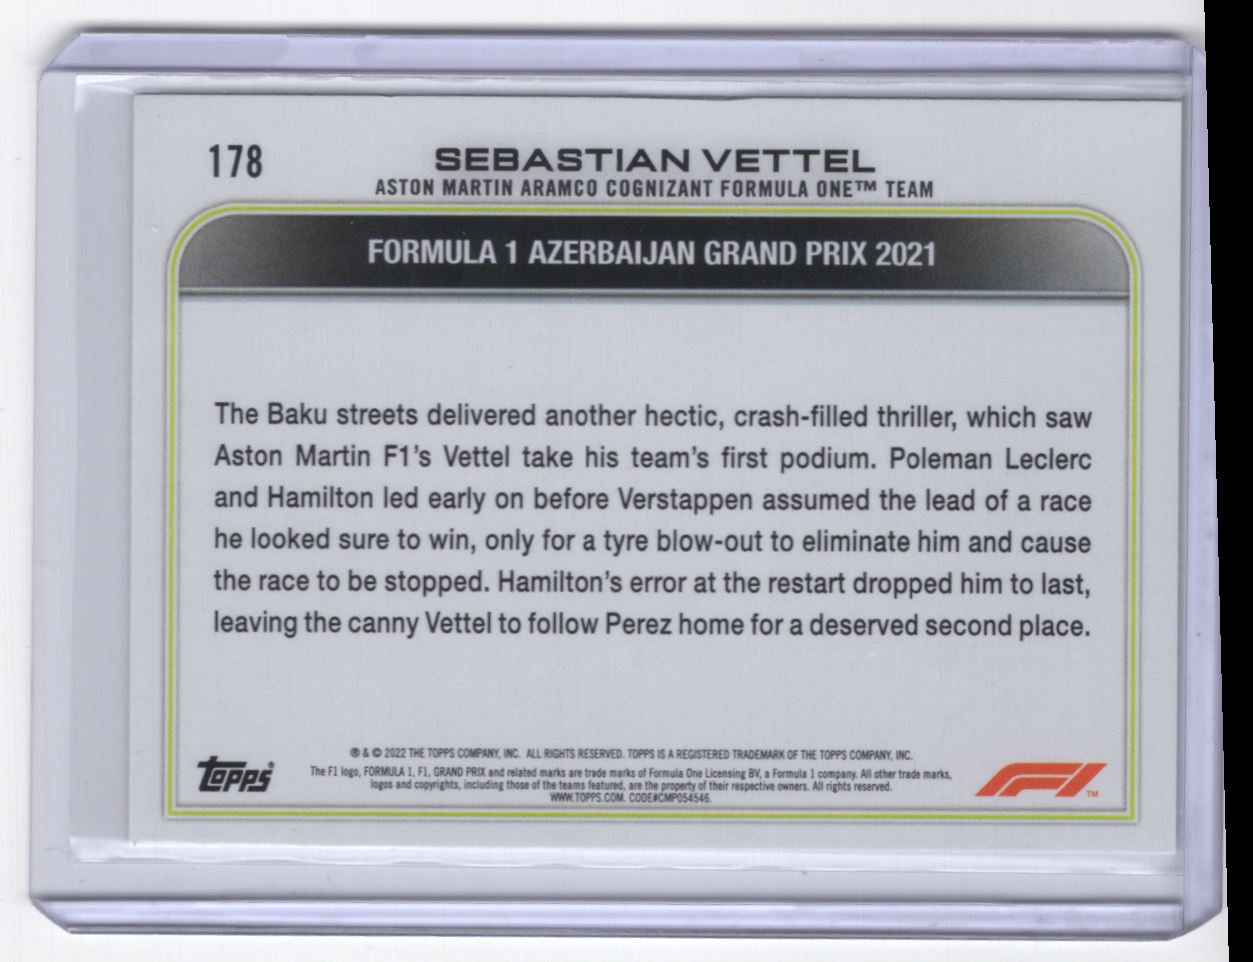 178
SEBASTIAN VETTEL
ASTON MARTIN ARAMCO COGNIZANT FORMULA ONE™ TEAM
FORMULA 1 AZERBAIJAN GRAND PRIX 2021
The Baku streets delivered another hectic, crash-filled thriller, which saw
Aston Martin F1's Vettel take his team's first podium. Poleman Leclerc
and Hamilton led early on before Verstappen assumed the lead of a race
he looked sure to win, only for a tyre blow-out to eliminate him and cause
the race to be stopped. Hamilton's error at the restart dropped him to last,
leaving the canny Vettel to follow Perez home for a deserved second place.
® & © 2022 THE TOPPS COMPANY, INC. ALL RIGHTS RESERVED. TOPPS IS A REGISTERED TRADEMARK OF THE TOPPS COMPANY, INC.
The F1 logo, FORMULA 1, F1, GRAND PRIX and related marks are trade marks of Formula One Licensing BV, a Formula 1 company. All other trade marks,
logos and copyrights, including those of the teams featured, are the property of their respective owners. All rights reserved.
WWW.TOPPS.COM. CODE#CMP054546.
TOPPS®
F1™